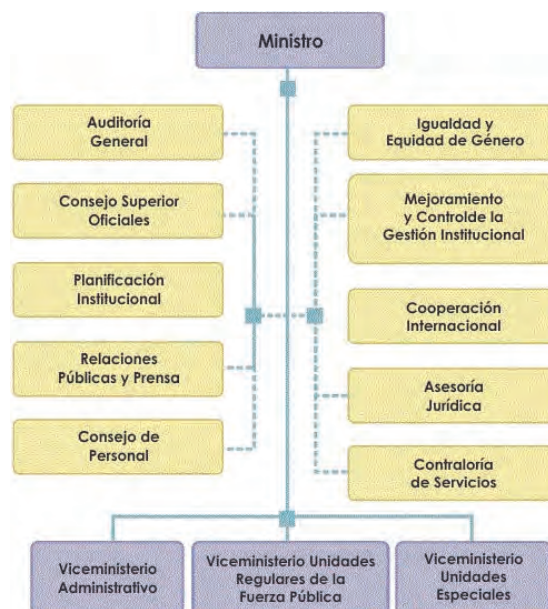 Ministro
Auditoría
General
Consejo Superior
Oficiales
Planificación
Institucional
Relaciones
Públicas y Prensa
Consejo de
Personal
Igualdad y
Equidad de Género
Mejoramiento
y Controlde la
Gestión Institucional
Cooperación
Internacional
Asesoría
Jurídica
Contraloría
de Servicios
Viceministerio
Administrativo
Viceministerio Unidades
Regulares de la
Fuerza Pública
Viceministerio
Unidades
Especiales